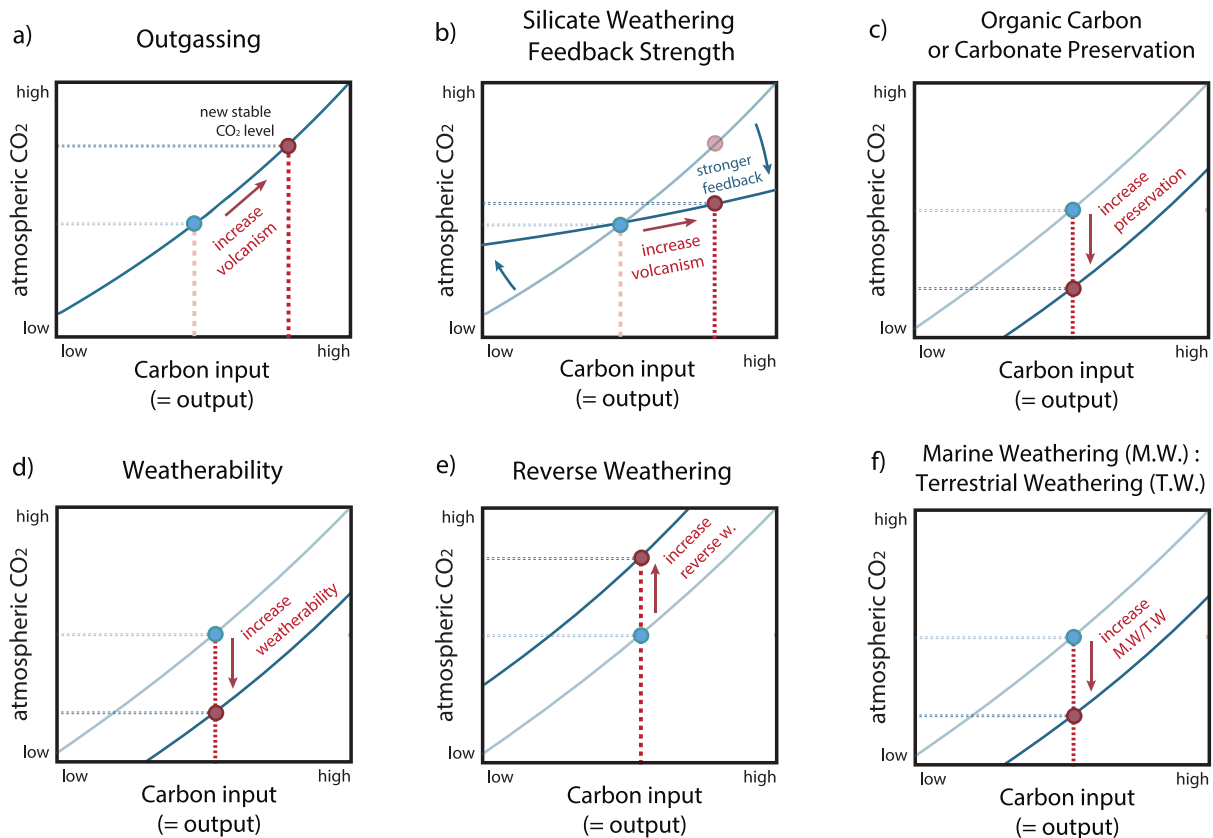 a)
Outgassing
high
new stable
CO₂ level
increase
volcanism
atmospheric CO₂
low
low
high
Carbon input
(= output)
b)
Silicate Weathering
Feedback Strength
high
stronger
feedback
increase
volcanism
atmospheric CO₂
low
low
high
Carbon input
(= output)
c)
Organic Carbon
or Carbonate Preservation
high
increase
preservation
atmospheric CO₂
low
low
high
Carbon input
(= output)
d)
Weatherability
high
increase
weatherability
atmospheric CO₂
low
low
high
Carbon input
(= output)
e)
Reverse Weathering
high
increase
reverse w.
atmospheric CO₂
low
low
high
Carbon input
(= output)
f)
Marine Weathering (M.W.) :
Terrestrial Weathering (T.W.)
high
increase
M.W/T.W
atmospheric CO₂
low
low
high
Carbon input
(= output)